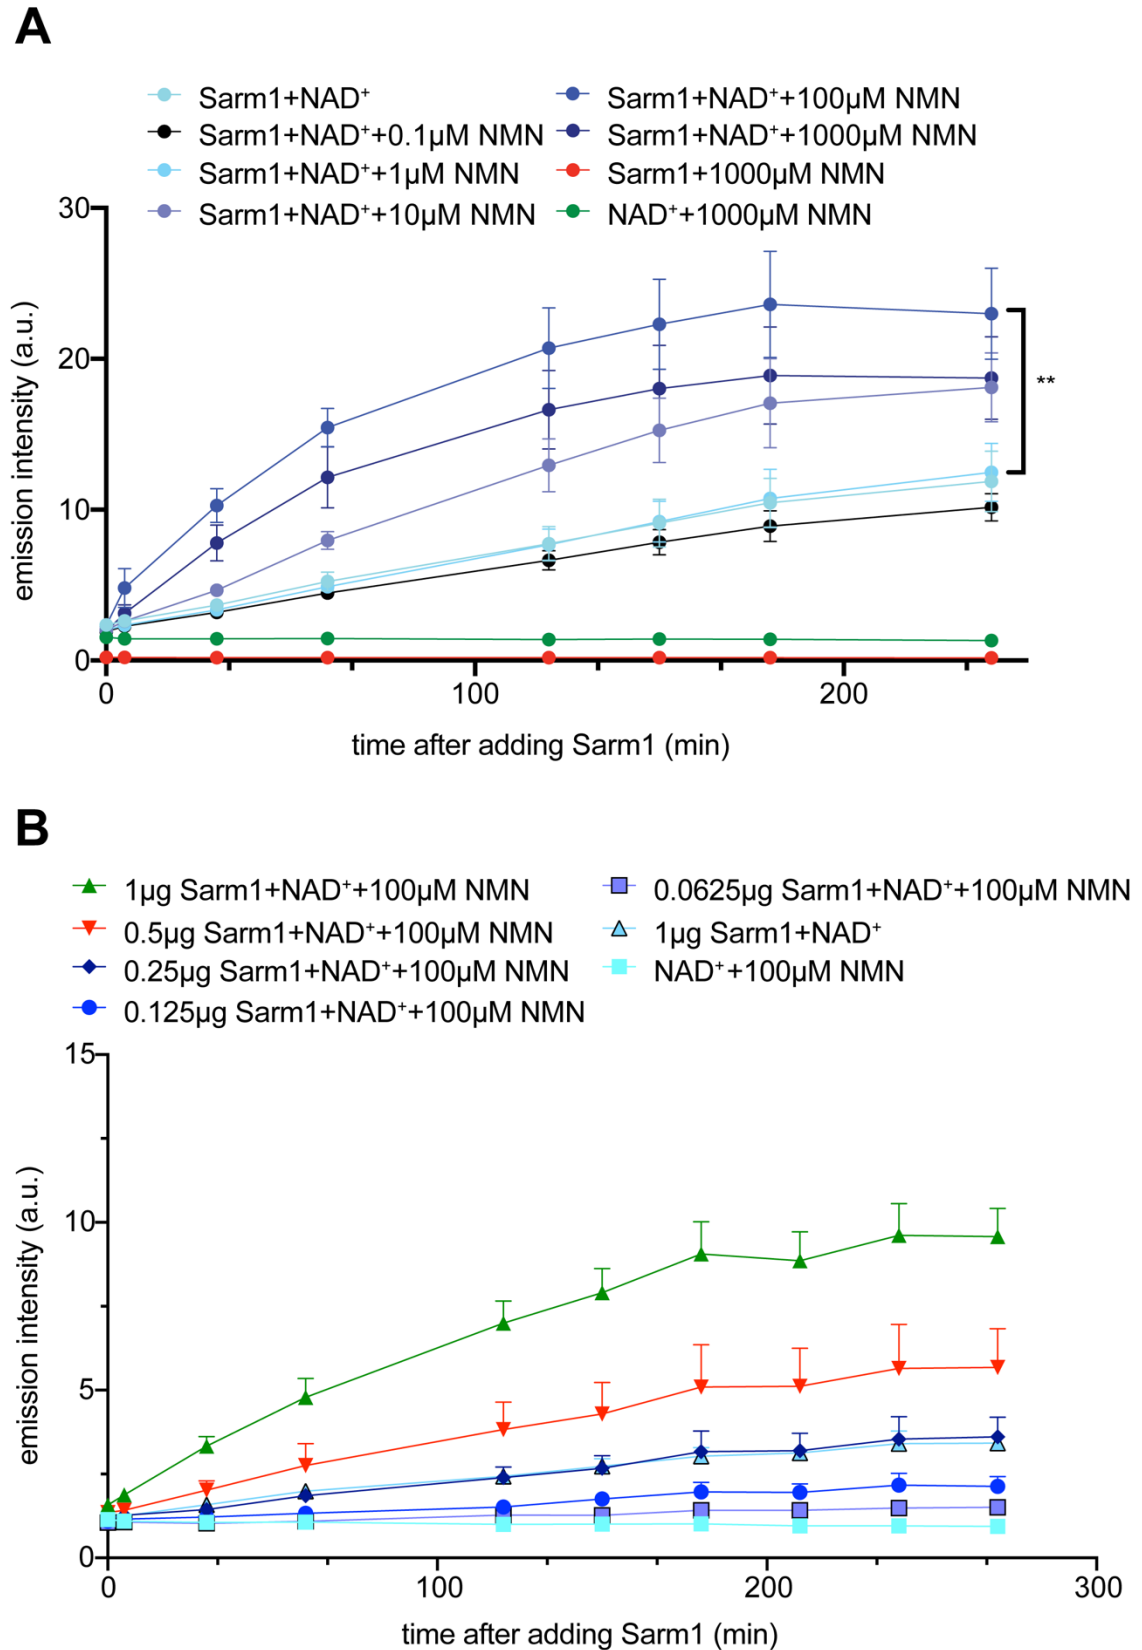 A
Sarm1+NAD⁺
Sarm1+NAD⁺+0.1µM NMN
Sarm1+NAD⁺+1µM NMN
Sarm1+NAD⁺+10µM NMN
Sarm1+NAD⁺+100µM NMN
Sarm1+NAD⁺+1000µM NMN
Sarm1+1000µM NMN
NAD⁺+1000µM NMN
30
20
10
0
emission intensity (a.u.)
**
0 100 200
time after adding Sarm1 (min)
B
1µg Sarm1+NAD⁺+100µM NMN
0.5µg Sarm1+NAD⁺+100µM NMN
0.25µg Sarm1+NAD⁺+100µM NMN
0.125µg Sarm1+NAD⁺+100µM NMN
0.0625µg Sarm1+NAD⁺+100µM NMN
1µg Sarm1+NAD⁺
NAD⁺+100µM NMN
15
10
5
0
emission intensity (a.u.)
0 100 200 300
time after adding Sarm1 (min)